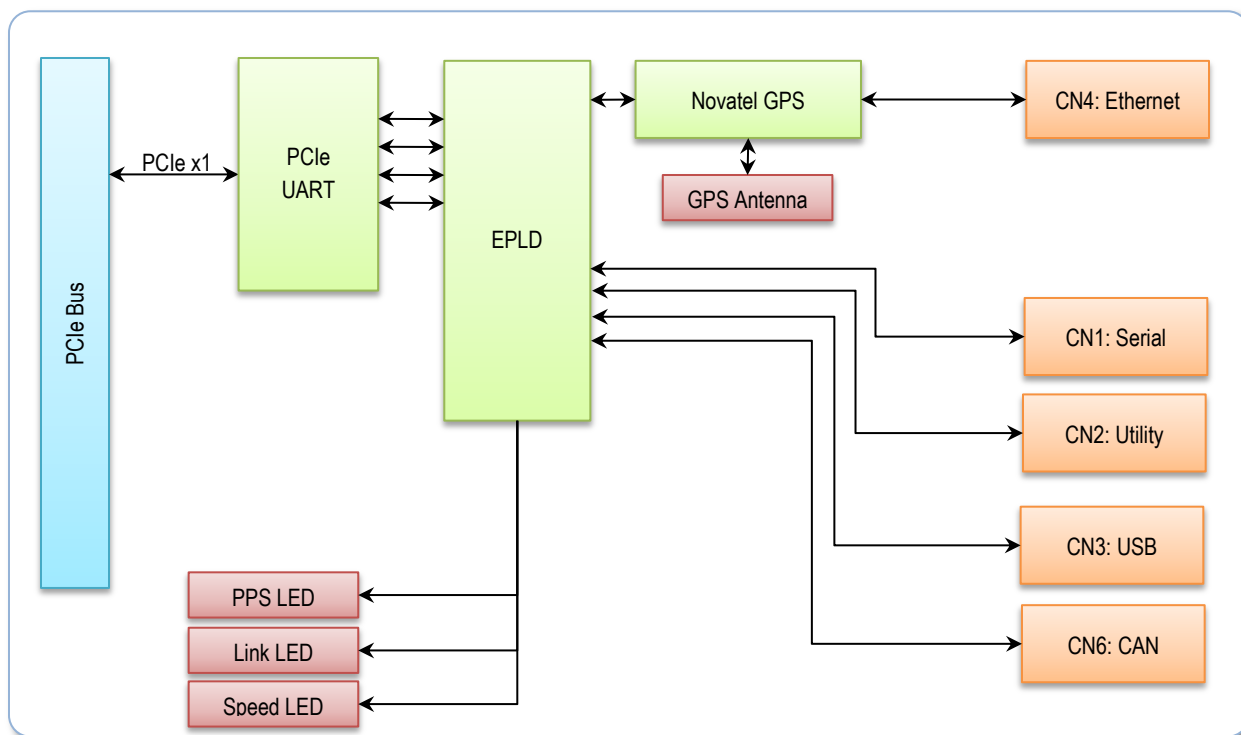 Novatel GPS
CN4: Ethernet
PCIe x1
PCIe
UART
GPS Antenna
EPLD
PCIe Bus
CN1: Serial
CN2: Utility
CN3: USB
PPS LED
CN6: CAN
Link LED
Speed LED